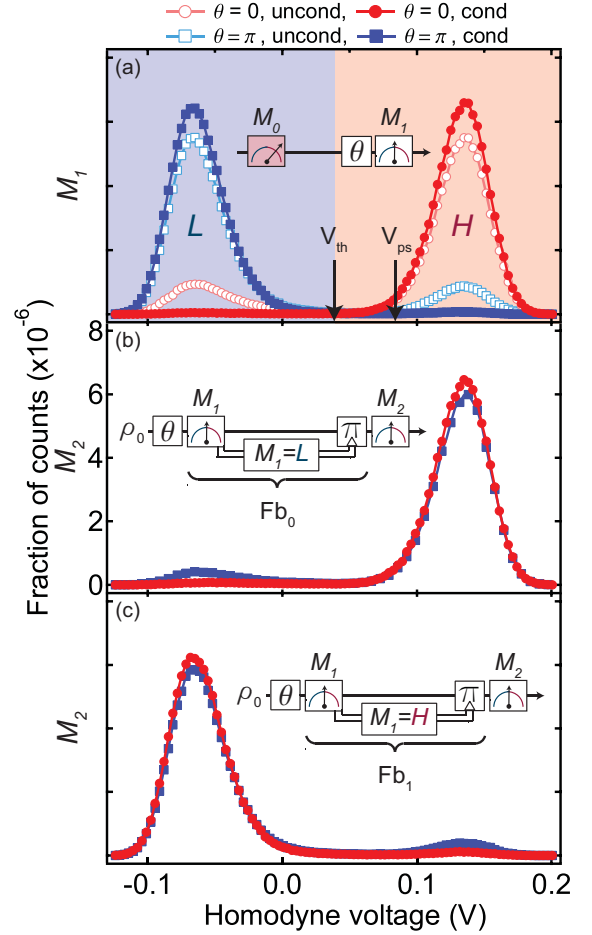 θ = 0, uncond, θ = 0, cond
θ = π , uncond, θ = π , cond
(a)
M0
M1
θ
L
H
Vth
Vps
M1
(b)
8
6
4
2
0
M1
M2
ρ0
θ
π
M1=L
Fb0
M2
Fraction of counts (x10-6)
(c)
M1
M2
ρ0
θ
π
M1=H
Fb1
M2
-0.1
0.0
0.1
0.2
Homodyne voltage (V)